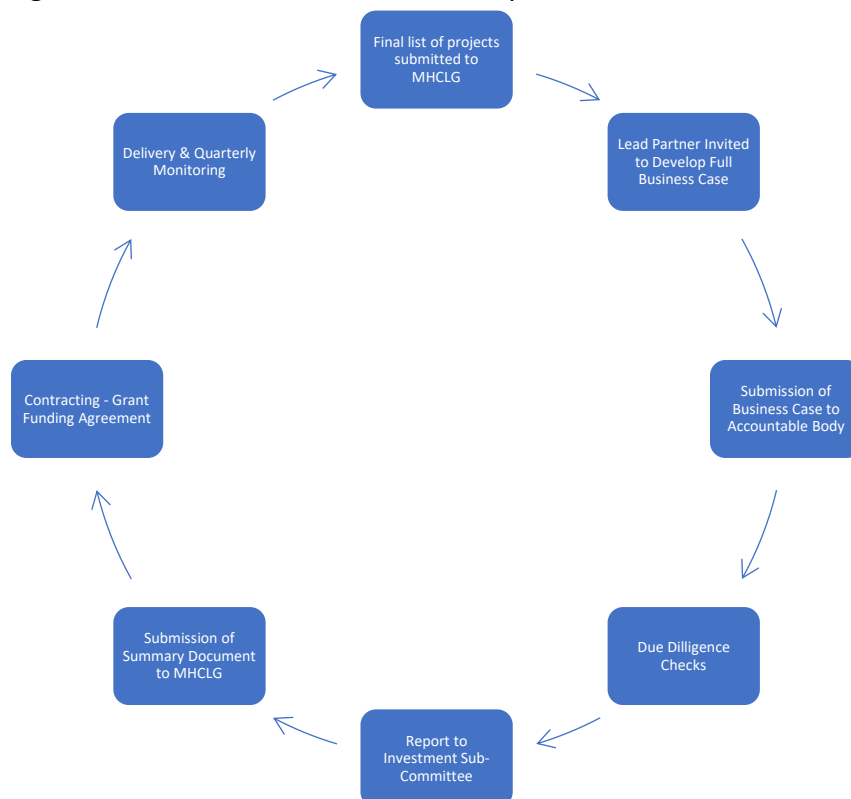 Final list of projects
submitted to
MHCLG
Lead Partner Invited
to Develop Full
Business Case
Submission of
Business Case to
Accountable Body
Due Dilligence
Checks
Report to
Investment Sub-
Committee
Submission of
Summary Document
to MHCLG
Contracting - Grant
Funding Agreement
Delivery & Quarterly
Monitoring